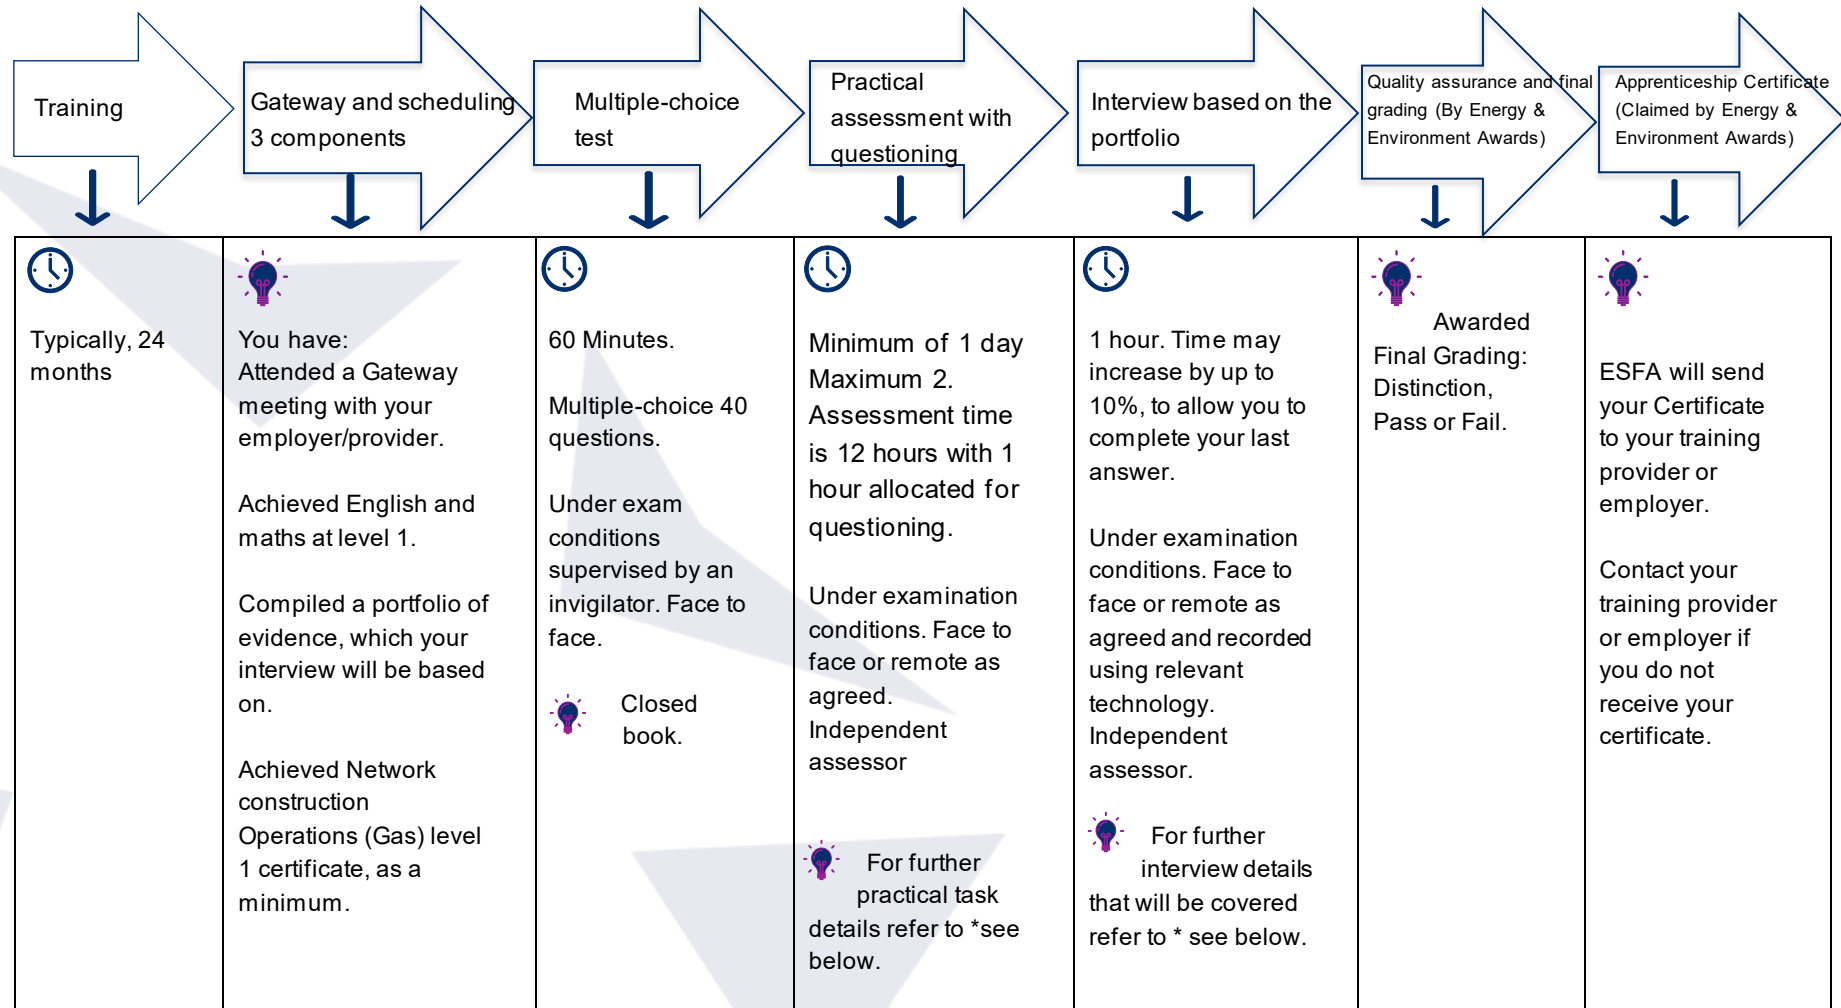 Training
Gateway and scheduling
3 components
Multiple-choice
test
Practical
assessment with
questioning
Interview based on the
portfolio
Quality assurance and final
grading (By Energy &
Environment Awards)
Apprenticeship Certificate
(Claimed by Energy &
Environment Awards)
Typically, 24
months
You have:
Attended a Gateway
meeting with your
employer/provider.
Achieved English and
maths at level 1.
Compiled a portfolio of
evidence, which your
interview will be based
on.
Achieved Network
construction
Operations (Gas) level
1 certificate, as a
minimum.
60 Minutes.
Multiple-choice 40
questions.
Under exam
conditions
supervised by an
invigilator. Face to
face.
Closed
book.
Minimum of 1 day
Maximum 2.
Assessment time
is 12 hours with 1
hour allocated for
questioning.
Under examination
conditions. Face to
face or remote as
agreed.
Independent
assessor
For further
practical task
details refer to *see
below.
1 hour. Time may
increase by up to
10%, to allow you to
complete your last
answer.
Under examination
conditions. Face to
face or remote as
agreed and recorded
using relevant
technology.
Independent
assessor.
For further
interview details
that will be covered
refer to * see below.
Awarded
Final Grading:
Distinction,
Pass or Fail.
ESFA will send
your Certificate
to your training
provider or
employer.
Contact your
training provider
or employer if
you do not
receive your
certificate.